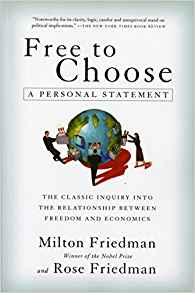 "Noteworthy for its clarity, logic, candor and unequivocal stand on
political implications." —THE NEW YORK TIMES BOOK REVIEW
Free to
Choose
A PERSONAL STATEMENT
THE CLASSIC INQUIRY INTO
THE RELATIONSHIP BETWEEN
FREEDOM AND ECONOMICS
Milton Friedman
Winner of the Nobel Prize
and Rose Friedman